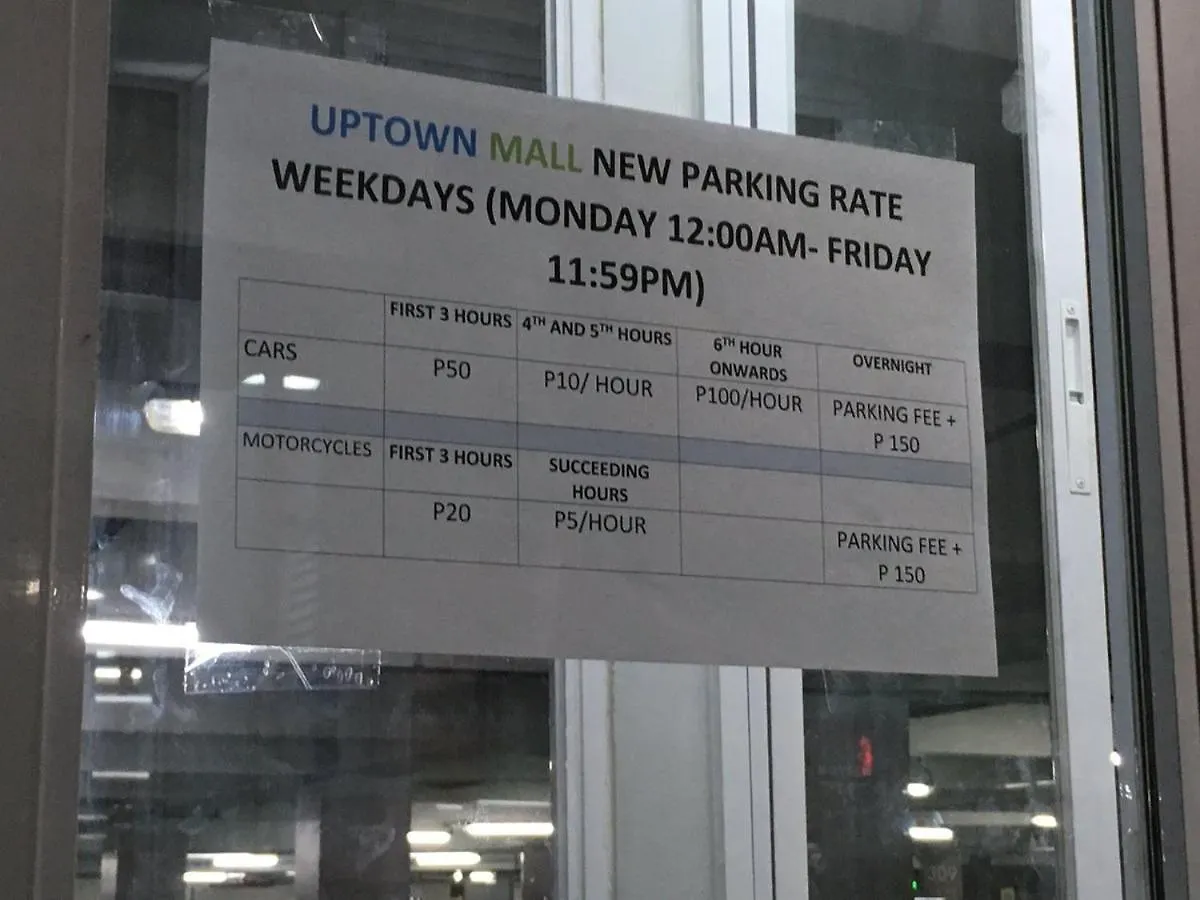 UPTOWN MALL NEW PARKING RATE
WEEKDAYS (MONDAY 12:00AM- FRIDAY
11:59PM)
FIRST 3 HOURS 4TH AND 5TH HOURS 6TH HOUR ONWARDS OVERNIGHT
CARS P50 P10/ HOUR P100/HOUR PARKING FEE + P 150
MOTORCYCLES FIRST 3 HOURS SUCCEEDING HOURS
P20 P5/HOUR PARKING FEE + P 150
309